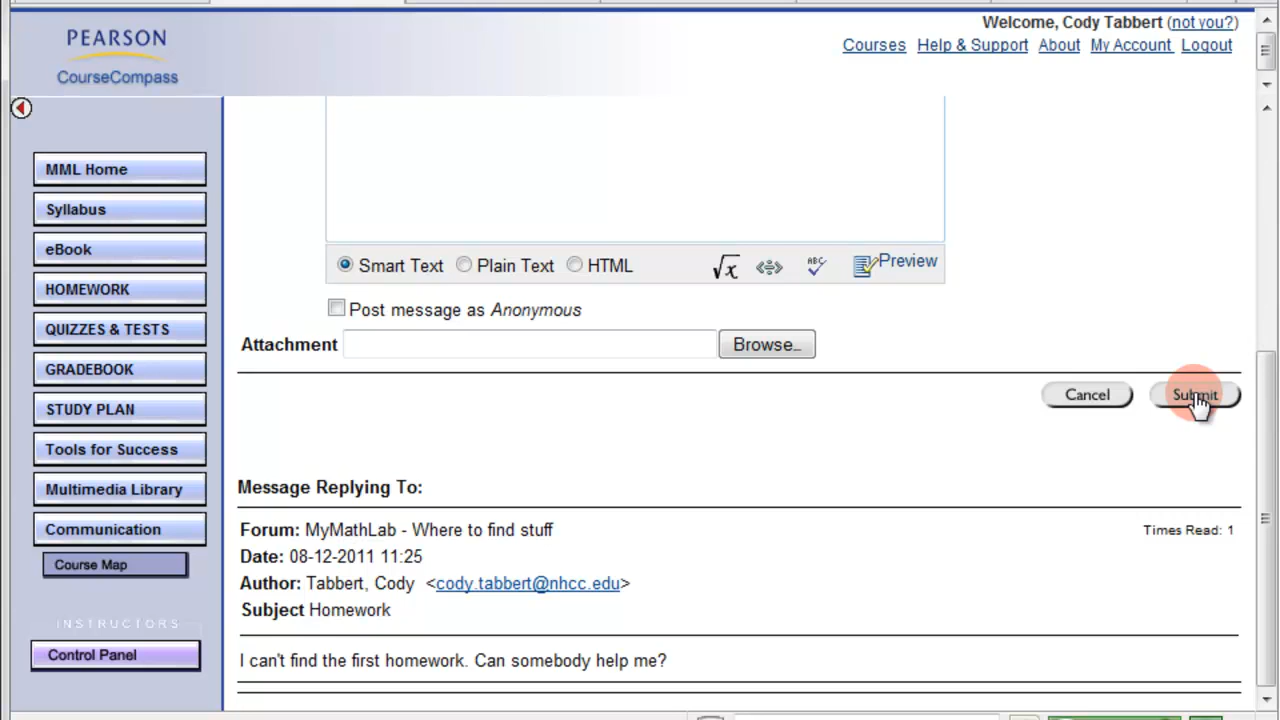 Welcome, Cody Tabbert (not you?)
PEARSON
CourseCompass
Courses Help & Support About My Account Logout
MML Home
Syllabus
eBook
HOMEWORK
QUIZZES & TESTS
GRADEBOOK
STUDY PLAN
Tools for Success
Multimedia Library
Communication
Course Map
INSTRUCTORS
Control Panel
Smart Text Plain Text HTML √x ABC Preview
Post message as Anonymous
Attachment Browse...
Cancel Submit
Message Replying To:
Forum: MyMathLab - Where to find stuff Times Read: 1
Date: 08-12-2011 11:25
Author: Tabbert, Cody <cody.tabbert@nhcc.edu>
Subject Homework
I can't find the first homework. Can somebody help me?